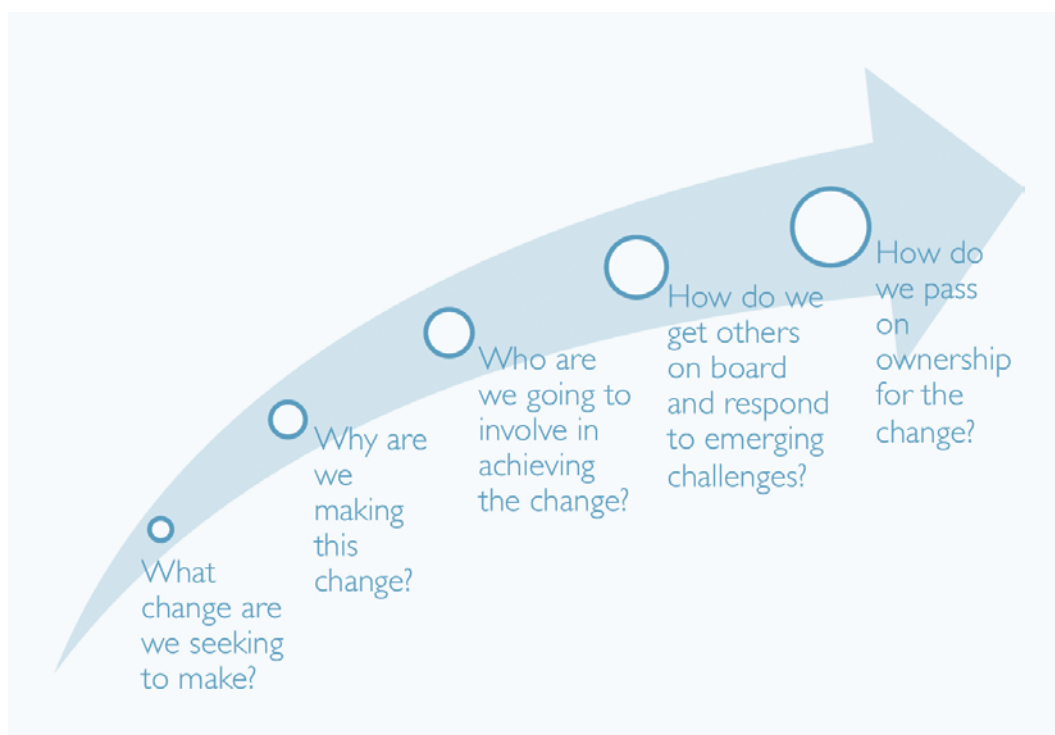 What
change are
we seeking
to make?
Why are
we
making
this
change?
Who are
we going to
involve in
achieving
the change?
How do we
get others
on board
and respond
to emerging
challenges?
How do
we pass
on
ownership
for the
change?